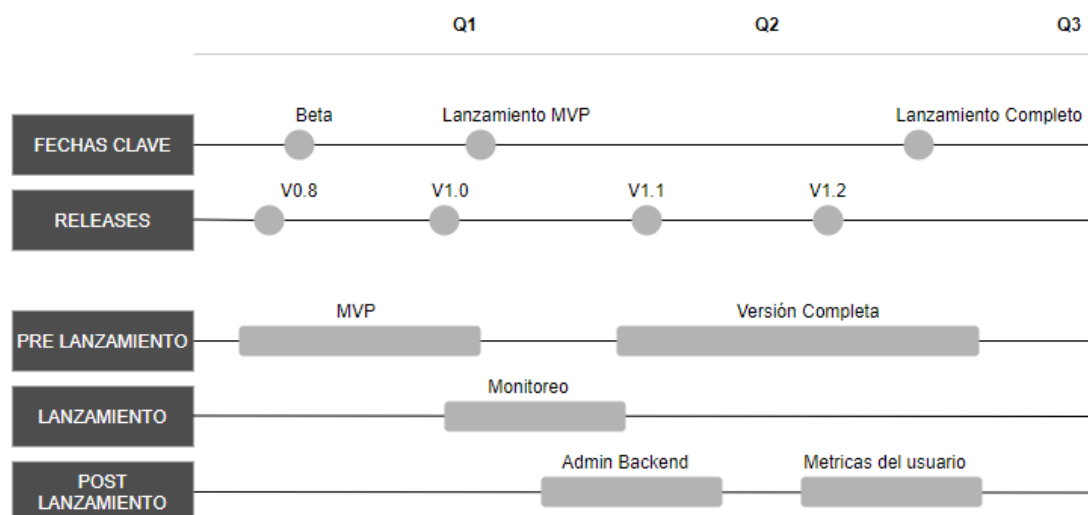 Q1 Q2 Q3
Beta Lanzamiento MVP Lanzamiento Completo
FECHAS CLAVE
V0.8 V1.0 V1.1 V1.2
RELEASES
MVP Versión Completa
PRE LANZAMIENTO
Monitoreo
LANZAMIENTO
Admin Backend Metricas del usuario
POST
LANZAMIENTO